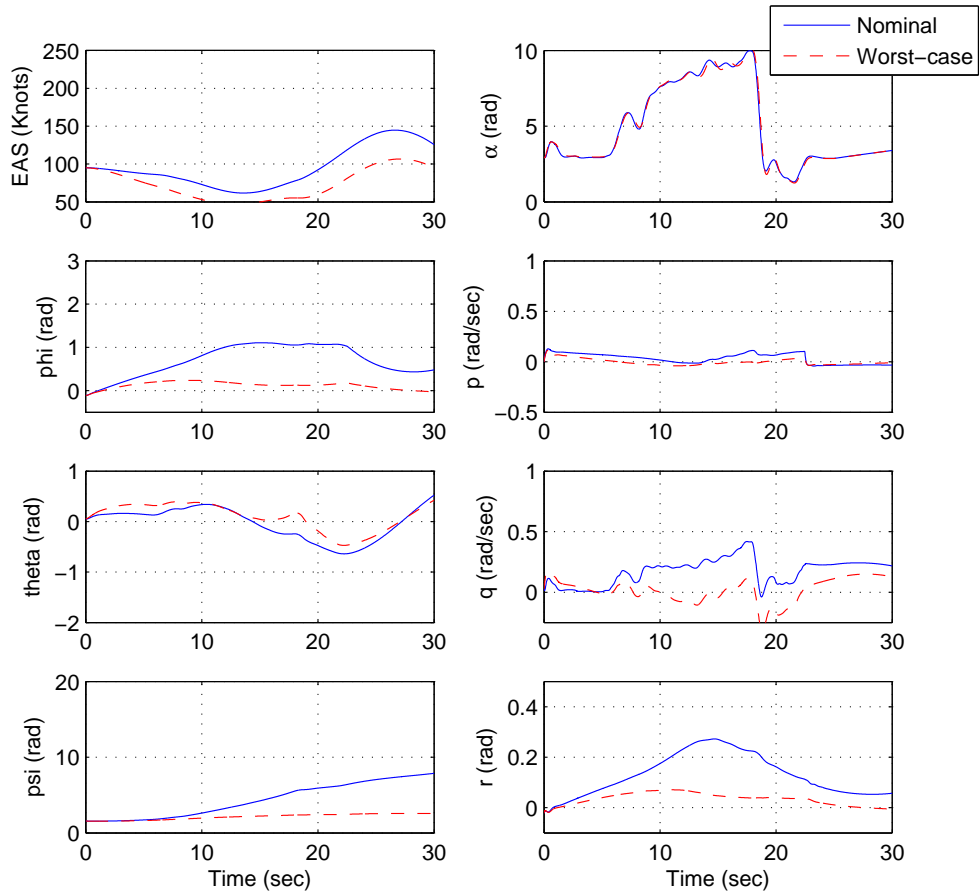 Nominal
Worst−case
250
200
150
100
50
0 10 20 30
EAS (Knots)
10
5
0
0 10 20 30
α (rad)
3
2
1
0
0 10 20 30
phi (rad)
1
0.5
0
−0.5
0 10 20 30
p (rad/sec)
1
0
−1
−2
0 10 20 30
theta (rad)
1
0.5
0
0 10 20 30
q (rad/sec)
20
10
0
0 10 20 30
psi (rad)
Time (sec)
0.4
0.2
0
0 10 20 30
r (rad)
Time (sec)